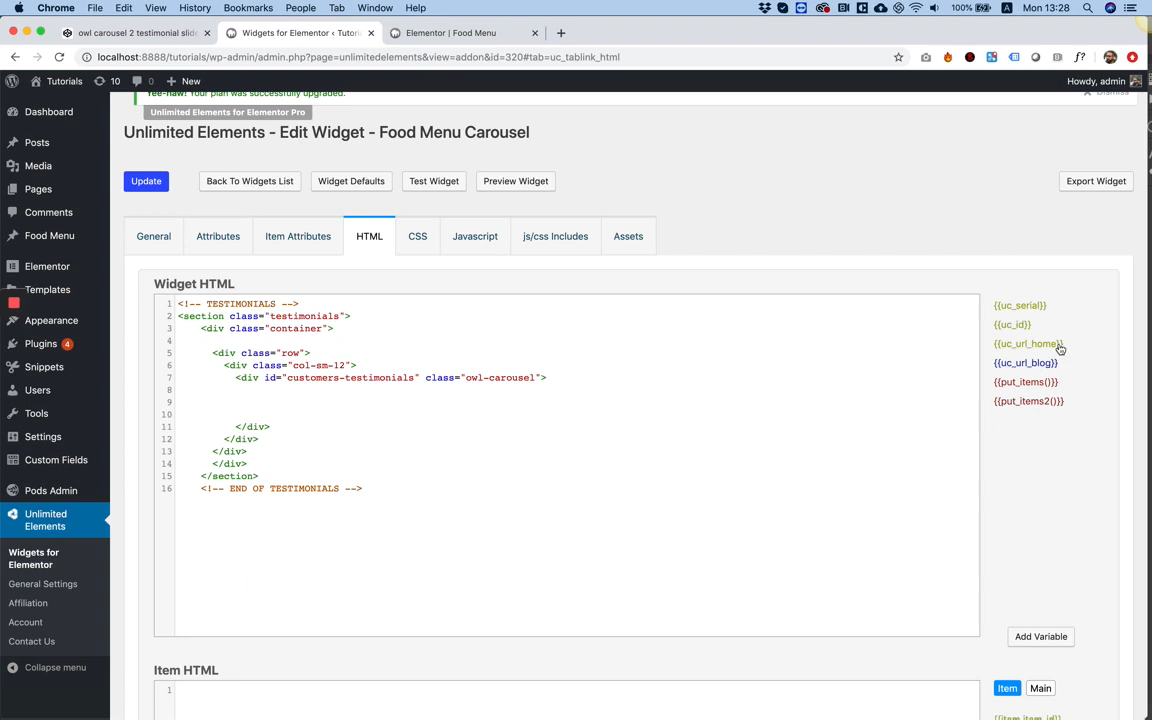 Chrome File Edit View History Bookmarks People Tab Window Help
100% A Mon 13:28
owl carousel 2 testimonial slide × Widgets for Elementor ‹ Tutori × Elementor | Food Menu × +
localhost:8888/tutorials/wp-admin/admin.php?page=unlimitedelements&view=addon&id=320#tab=uc_tablink_html
Tutorials 10 0 + New Howdy, admin
Yee-haw! Your plan was successfully upgraded. Dismiss
Unlimited Elements for Elementor Pro
Unlimited Elements - Edit Widget - Food Menu Carousel
Update Back To Widgets List Widget Defaults Test Widget Preview Widget Export Widget
General Attributes Item Attributes HTML CSS Javascript js/css Includes Assets
Dashboard
Posts
Media
Pages
Comments
Food Menu
Elementor
Templates
Appearance
Plugins 4
Snippets
Users
Tools
Settings
Custom Fields
Pods Admin
Unlimited
Elements
Widgets for
Elementor
General Settings
Affiliation
Account
Contact Us
Collapse menu
Widget HTML
1 <!-- TESTIMONIALS -->
2 <section class="testimonials">
3 <div class="container">
4
5 <div class="row">
6 <div class="col-sm-12">
7 <div id="customers-testimonials" class="owl-carousel">
8
9
10
11 </div>
12 </div>
13 </div>
14 </div>
15 </section>
16 <!-- END OF TESTIMONIALS -->
{{uc_serial}}
{{uc_id}}
{{uc_url_home}}
{{uc_url_blog}}
{{put_items()}}
{{put_items2()}}
Add Variable
Item HTML
1
Item Main
{{item.item_id}}